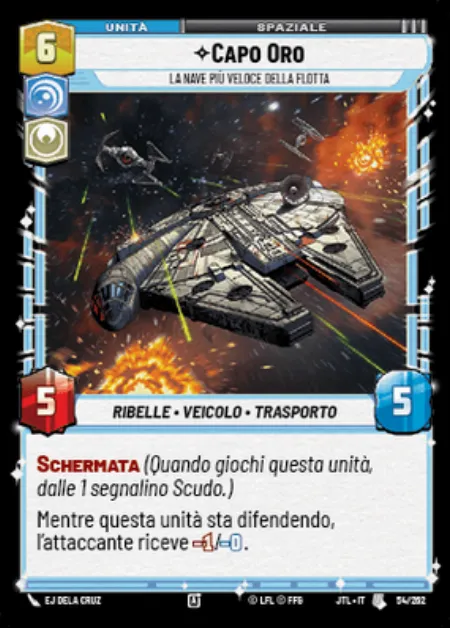 UNITÀ
SPAZIALE
6
CAPO ORO
LA NAVE PIÙ VELOCE DELLA FLOTTA
5
RIBELLE • VEICOLO • TRASPORTO
5
SCHERMATA (Quando giochi questa unità,
dalle 1 segnalino Scudo.)
Mentre questa unità sta difendendo,
l'attaccante riceve -1/-0.
EJ DELA CRUZ
A
© LFL © FFG
JTL • IT
54/262